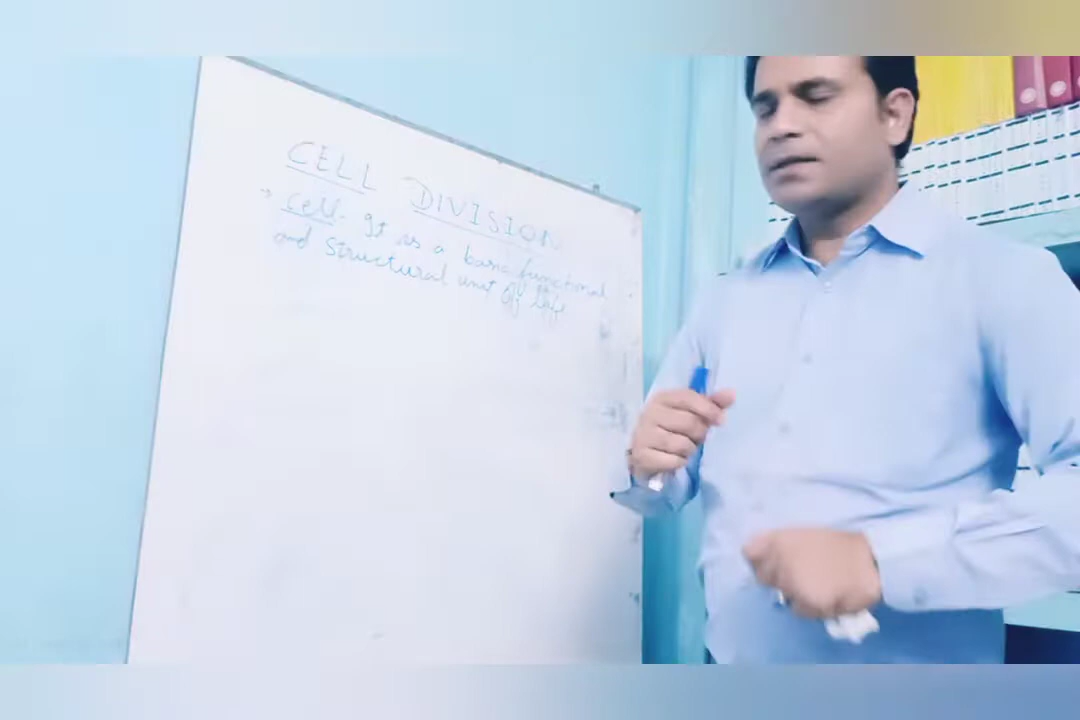 CELL DIVISION
→ Cell- It is a basic functional
and structural unit of life